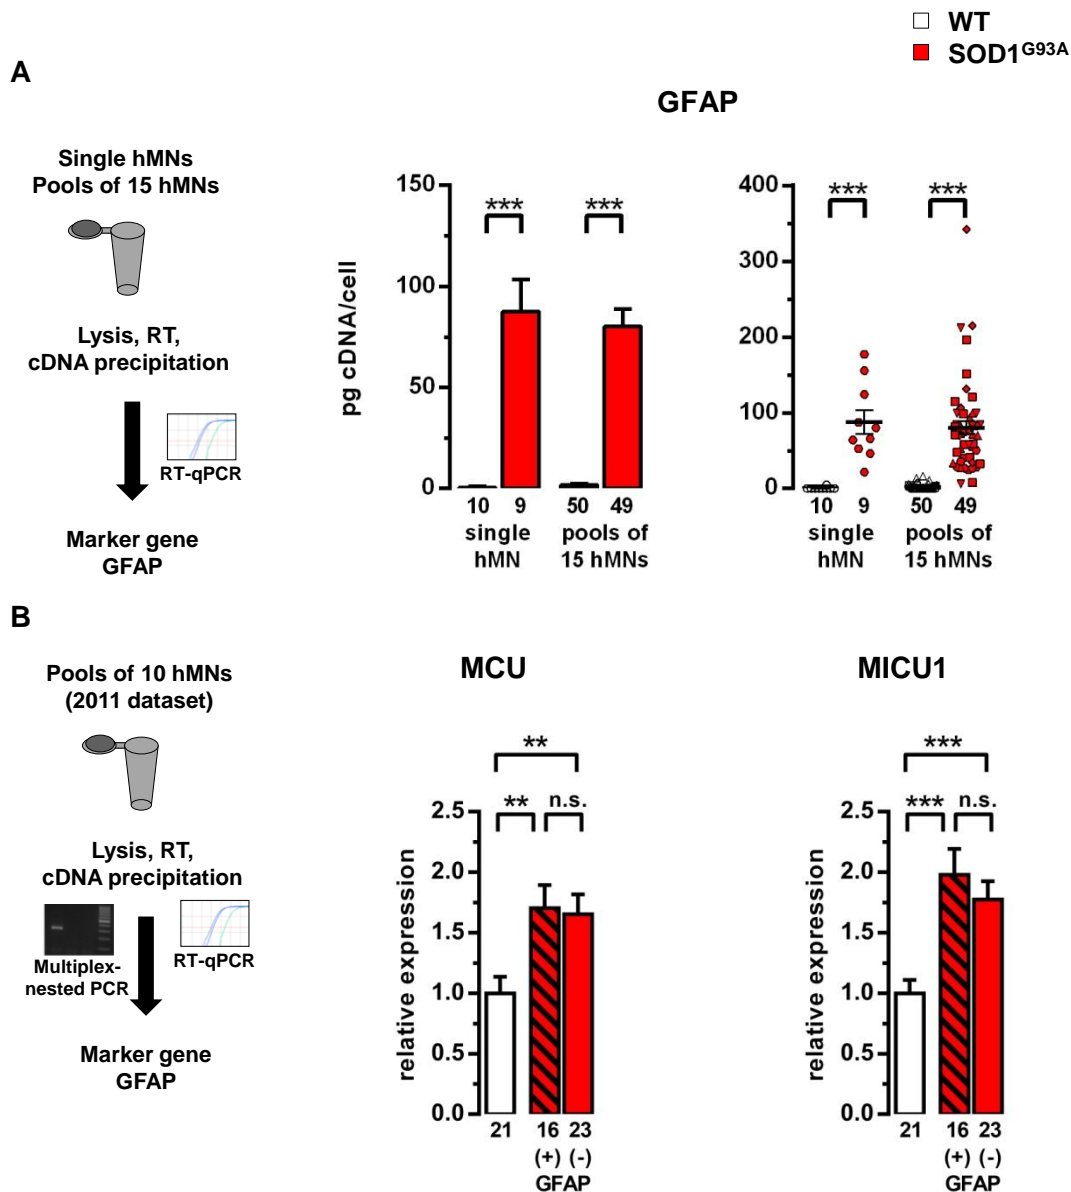 WT
SOD1G93A
A
GFAP
Single hMNs
Pools of 15 hMNs
Lysis, RT,
cDNA precipitation
RT-qPCR
Marker gene
GFAP
pg cDNA/cell
150
100
50
0
***
***
10
9
50
49
single
hMN
pools of
15 hMNs
400
300
200
100
0
***
***
10
9
50
49
single
hMN
pools of
15 hMNs
B
Pools of 10 hMNs
(2011 dataset)
Lysis, RT,
cDNA precipitation
Multiplex-
nested PCR
RT-qPCR
Marker gene
GFAP
MCU
relative expression
2.5
2.0
1.5
1.0
0.5
0.0
**
**
n.s.
21
16
23
(+)
(-)
GFAP
MICU1
relative expression
2.5
2.0
1.5
1.0
0.5
0.0
***
***
n.s.
21
16
23
(+)
(-)
GFAP